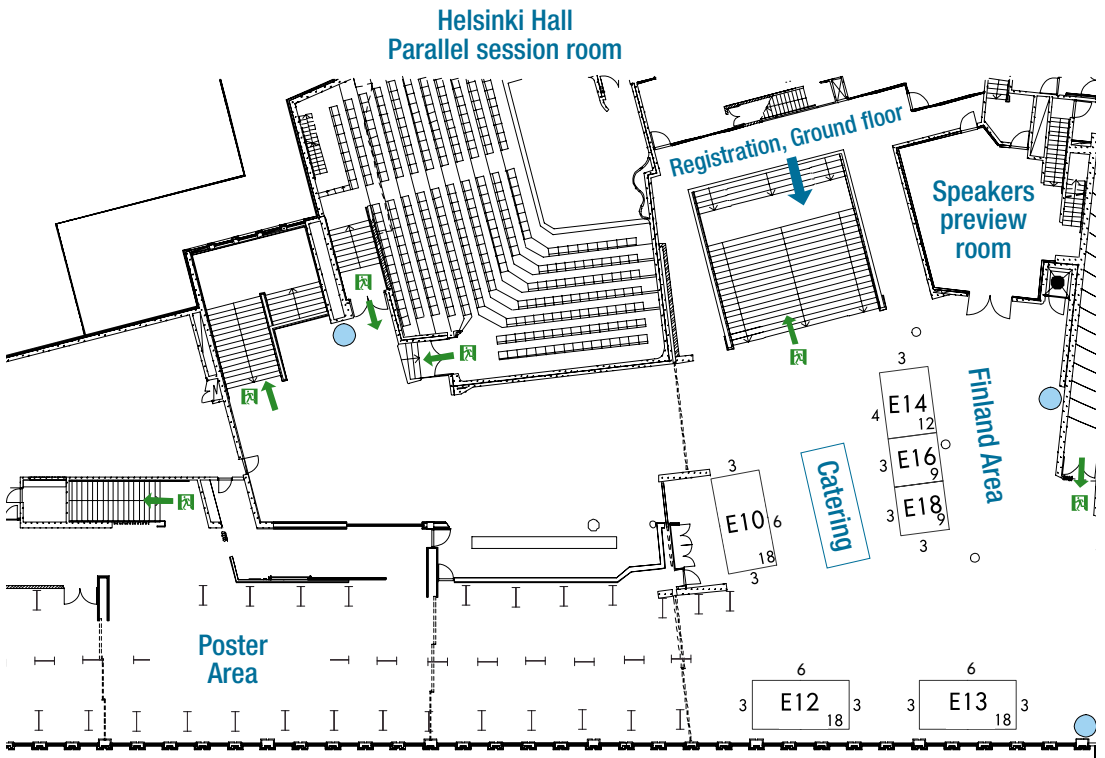 Helsinki Hall
Parallel session room
Registration, Ground floor
Speakers
preview
room
Finland Area
3
E14
4
12
E16
3
9
E18
3
9
3
Catering
3
E10
6
18
3
Poster
Area
6
3
E12
3
18
6
3
E13
3
18